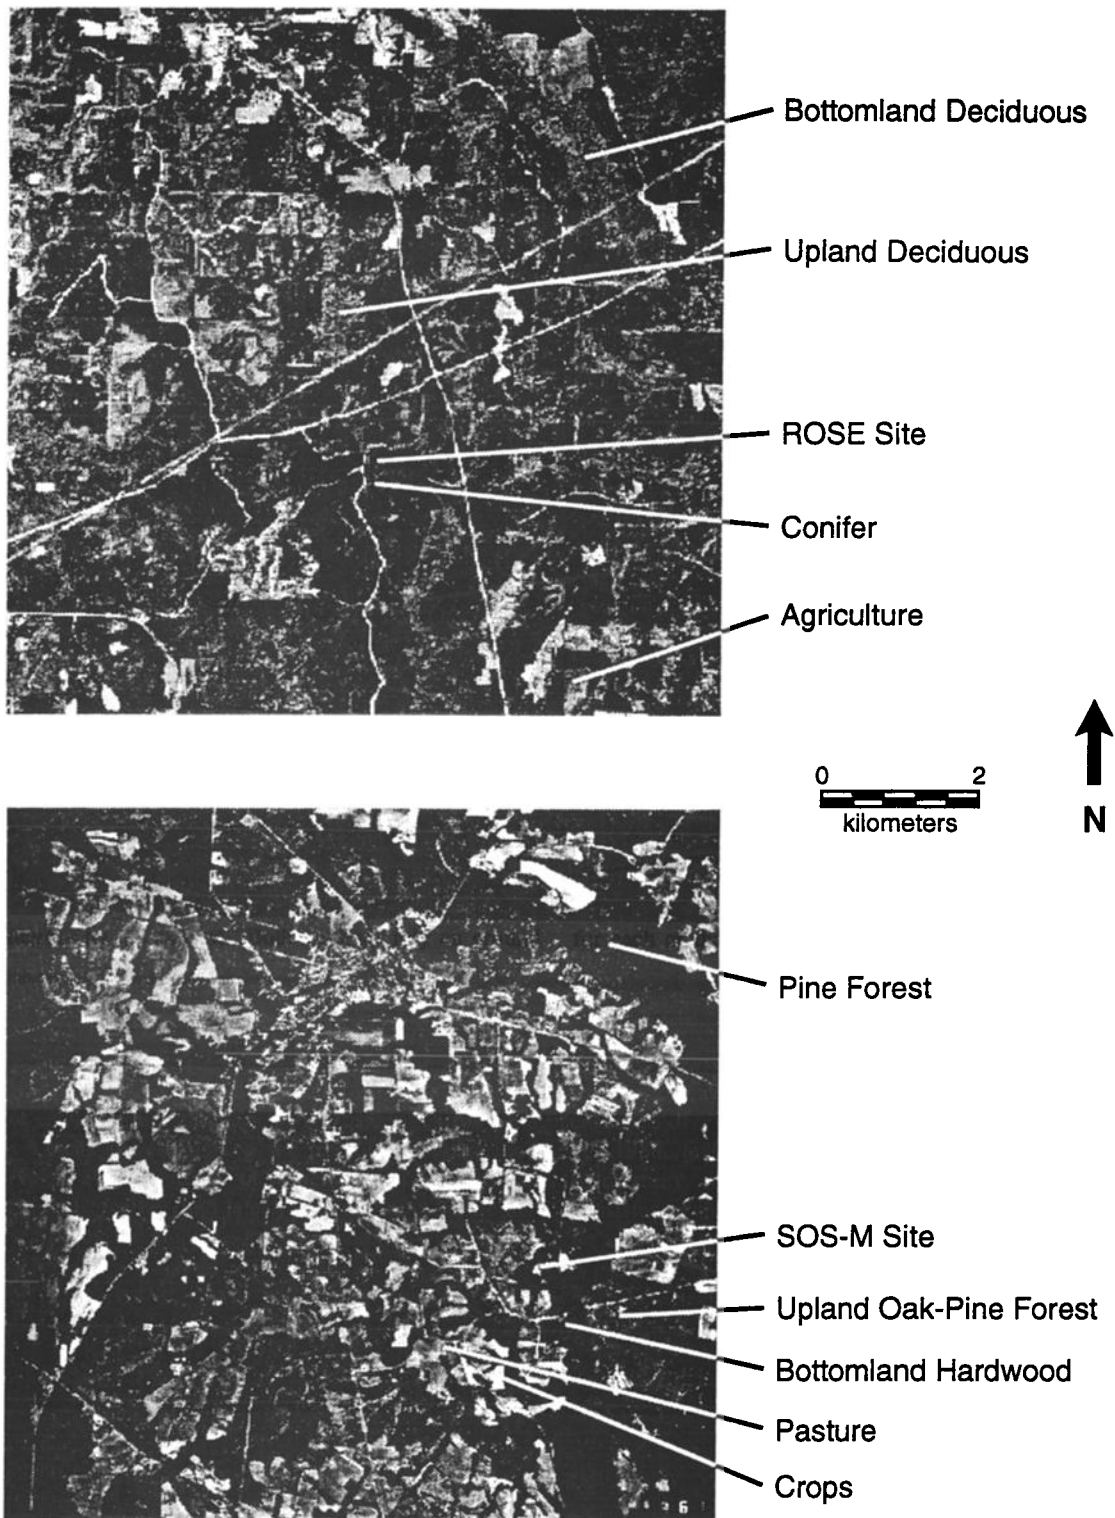 Bottomland Deciduous
Upland Deciduous
ROSE Site
Conifer
Agriculture
0 2
kilometers
N
Pine Forest
SOS-M Site
Upland Oak-Pine Forest
Bottomland Hardwood
Pasture
Crops